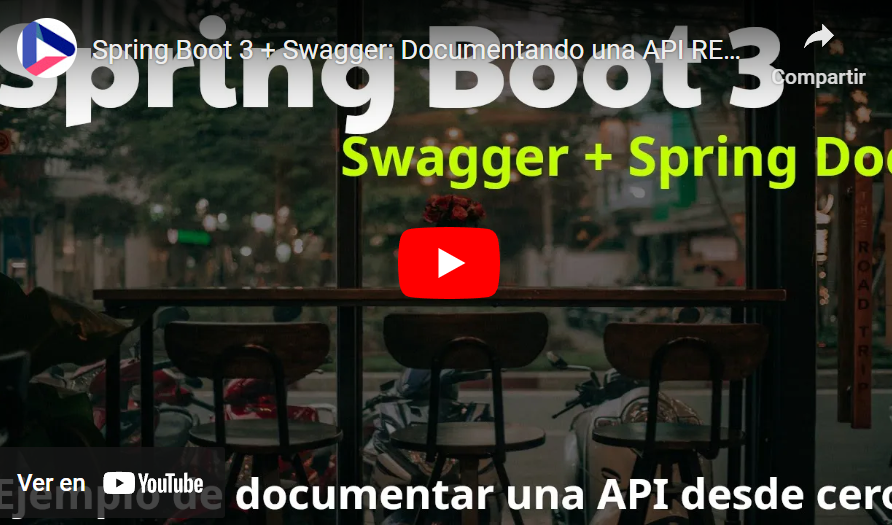 Spring Boot 3
Spring Boot 3 + Swagger: Documentando una API RE...
Compartir
Swagger + Spring Doc
THE ROAD TRIP
Ver en YouTube
Ejemplo de documentar una API desde cero